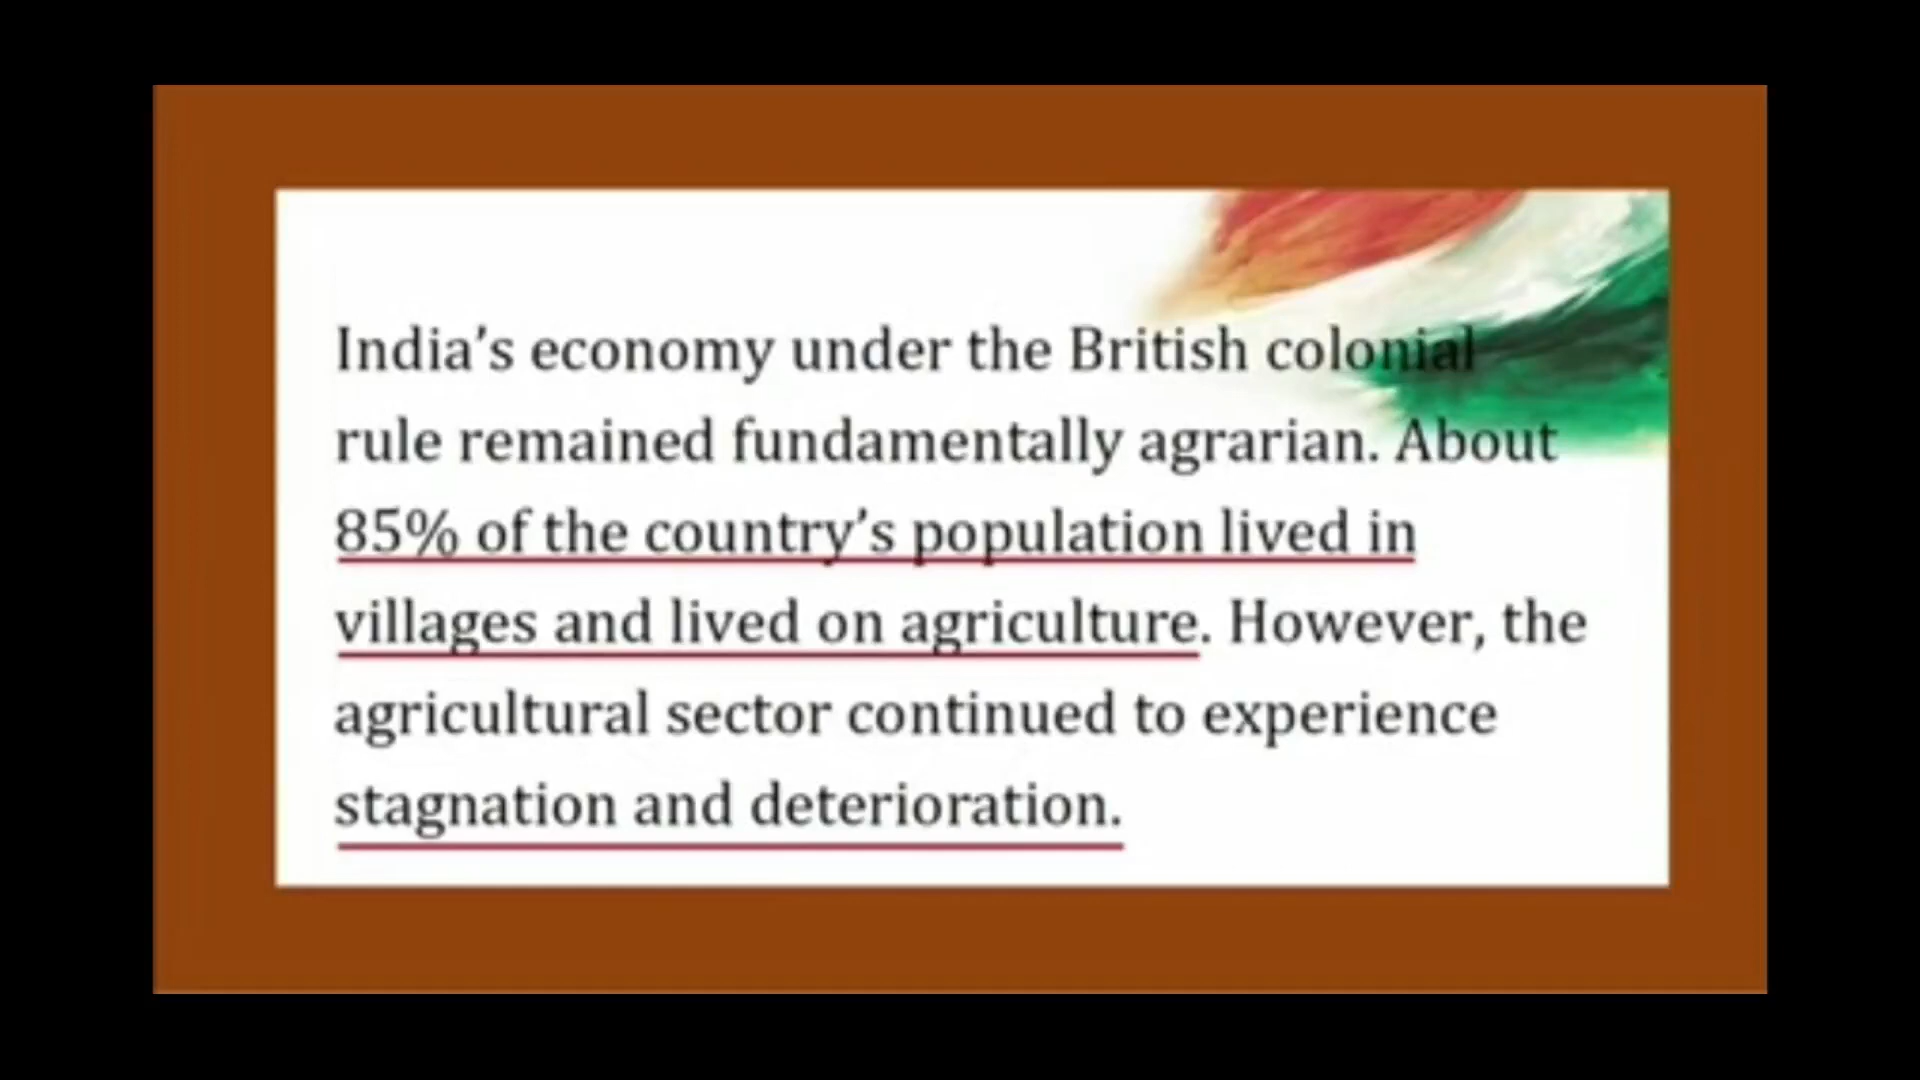 India’s economy under the British colonial
rule remained fundamentally agrarian. About
85% of the country’s population lived in
villages and lived on agriculture. However, the
agricultural sector continued to experience
stagnation and deterioration.